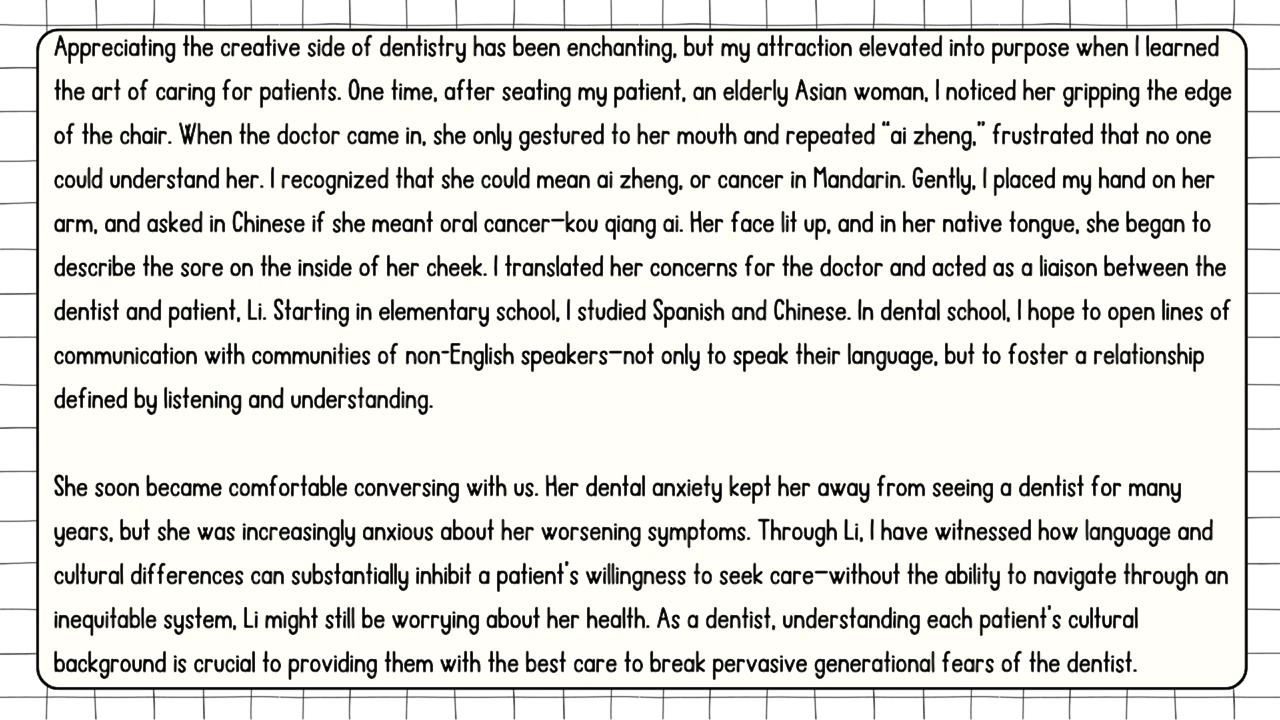 Appreciating the creative side of dentistry has been enchanting, but my attraction elevated into purpose when I learned
the art of caring for patients. One time, after seating my patient, an elderly Asian woman, I noticed her gripping the edge
of the chair. When the doctor came in, she only gestured to her mouth and repeated “ai zheng,” frustrated that no one
could understand her. I recognized that she could mean ai zheng, or cancer in Mandarin. Gently, I placed my hand on her
arm, and asked in Chinese if she meant oral cancer—kou qiang ai. Her face lit up, and in her native tongue, she began to
describe the sore on the inside of her cheek. I translated her concerns for the doctor and acted as a liaison between the
dentist and patient, Li. Starting in elementary school, I studied Spanish and Chinese. In dental school, I hope to open lines of
communication with communities of non-English speakers—not only to speak their language, but to foster a relationship
defined by listening and understanding.

She soon became comfortable conversing with us. Her dental anxiety kept her away from seeing a dentist for many
years, but she was increasingly anxious about her worsening symptoms. Through Li, I have witnessed how language and
cultural differences can substantially inhibit a patient's willingness to seek care—without the ability to navigate through an
inequitable system, Li might still be worrying about her health. As a dentist, understanding each patient's cultural
background is crucial to providing them with the best care to break pervasive generational fears of the dentist.